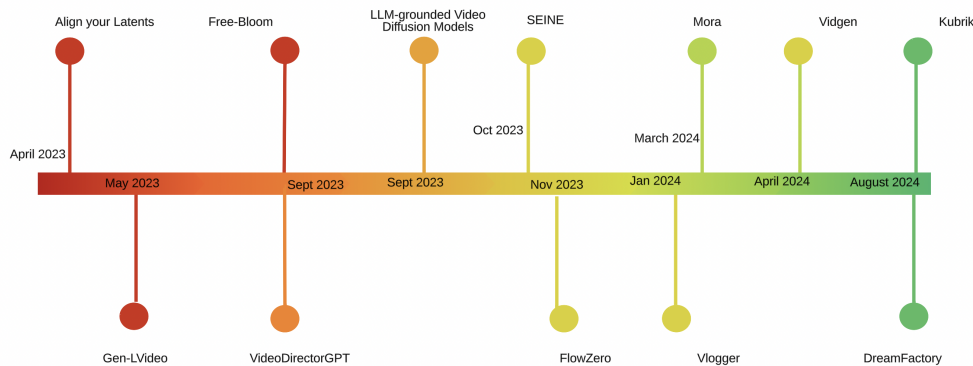 Align your Latents
Free-Bloom
LLM-grounded Video
Diffusion Models
SEINE
Mora
Vidgen
Kubrik
Oct 2023
March 2024
April 2023
May 2023
Sept 2023
Sept 2023
Nov 2023
Jan 2024
April 2024
August 2024
Gen-LVideo
VideoDirectorGPT
FlowZero
Vlogger
DreamFactory